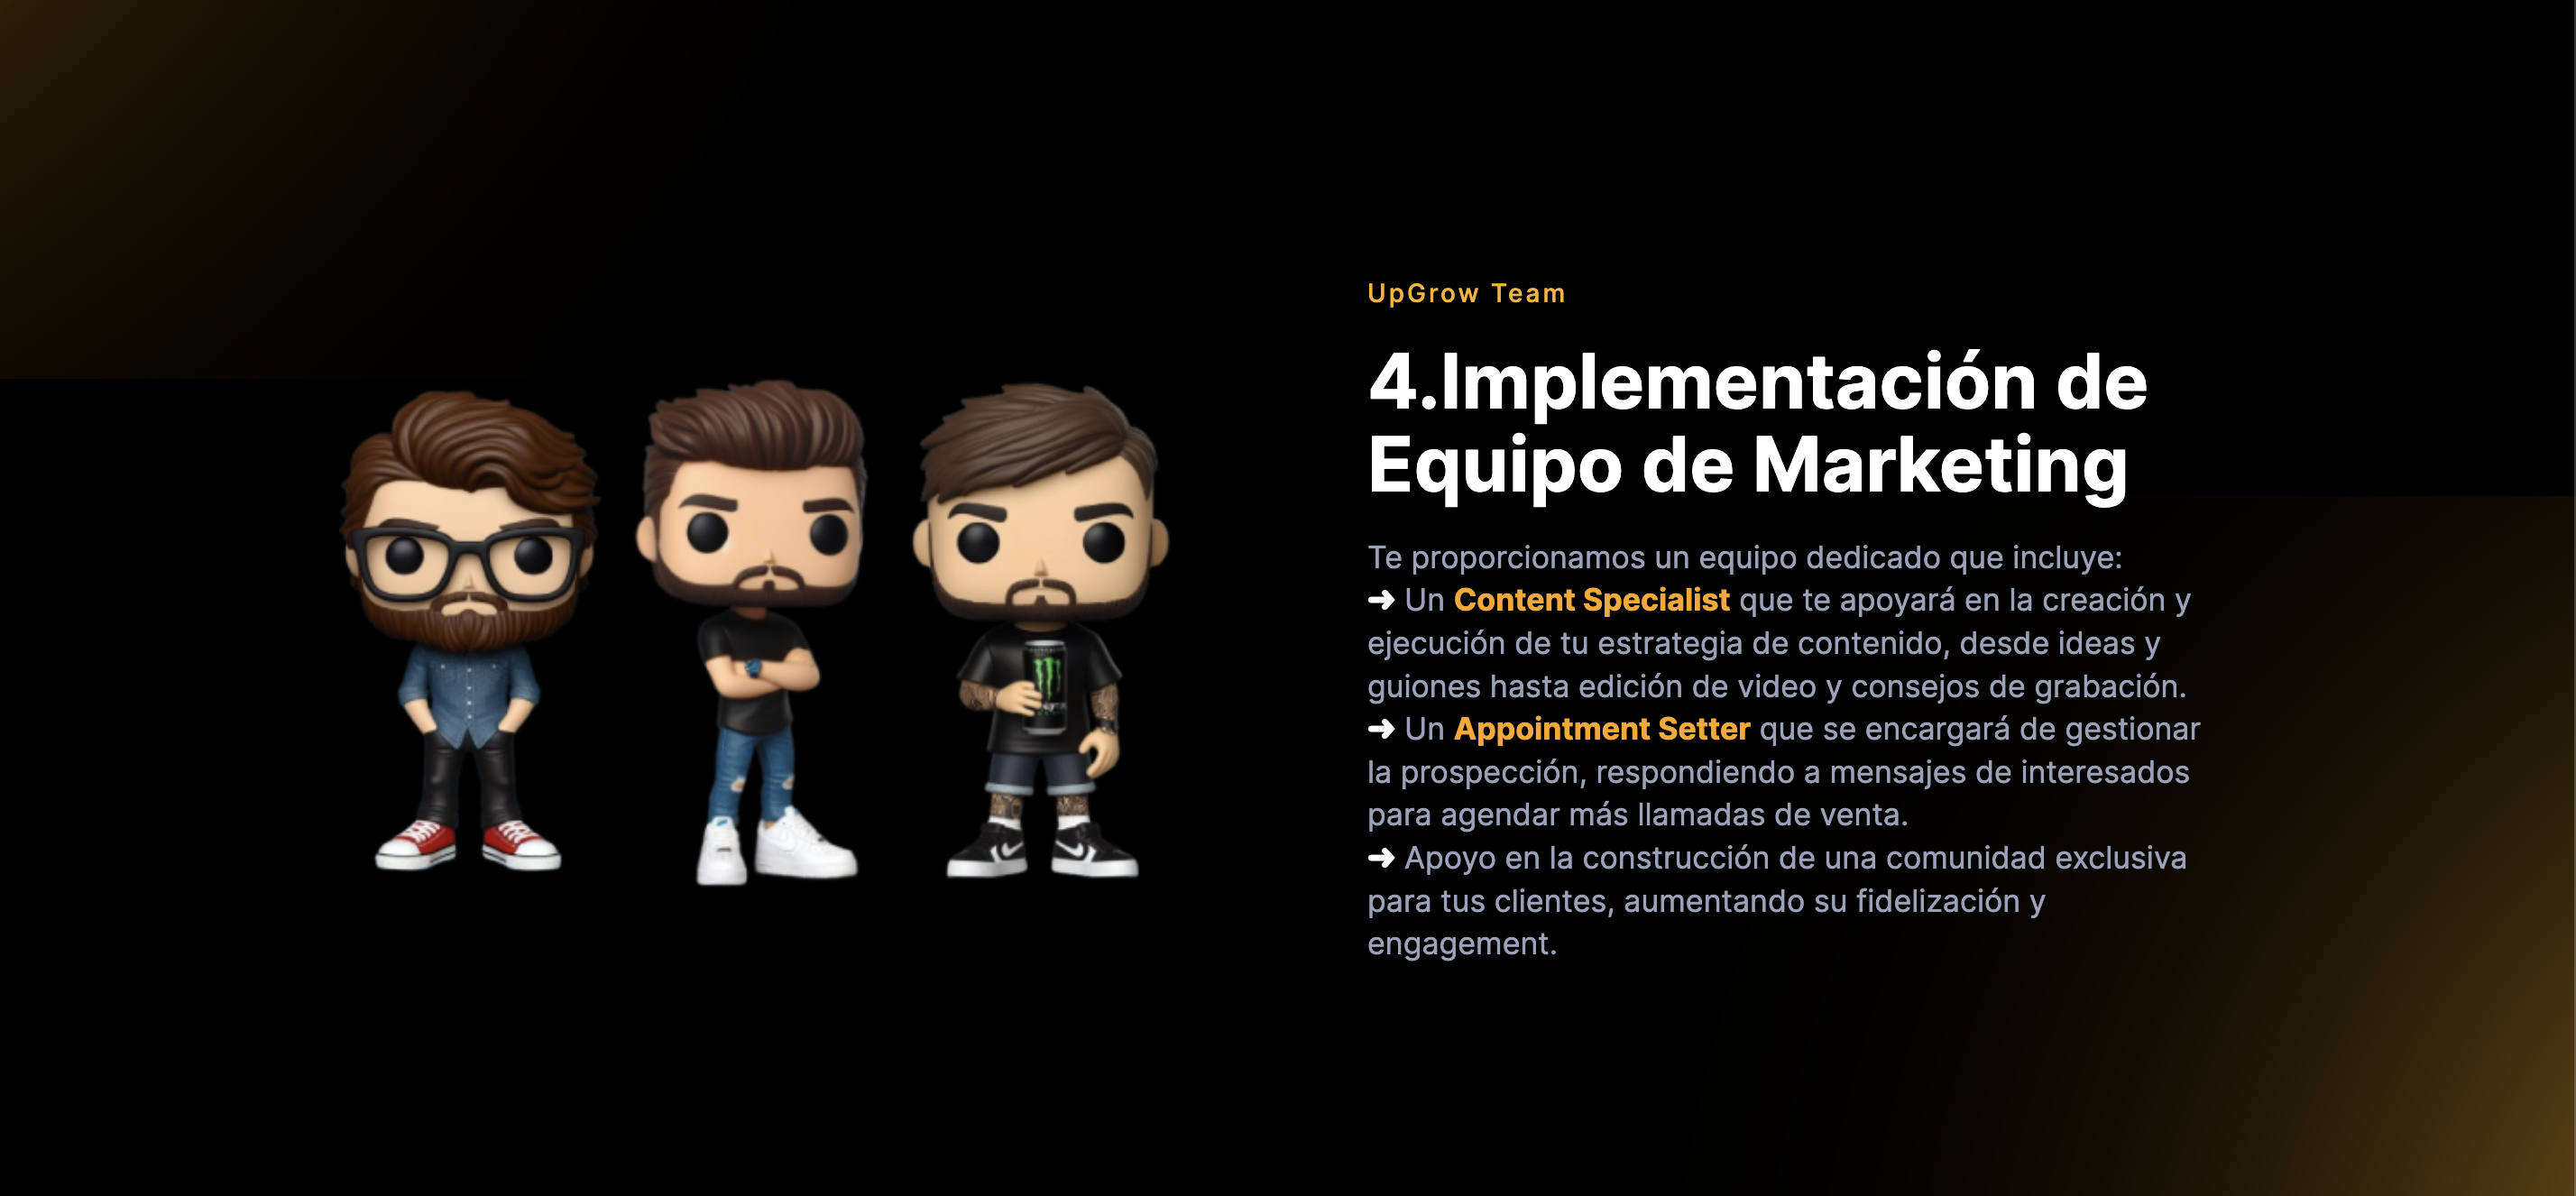 UpGrow Team
4.Implementación de
Equipo de Marketing
Te proporcionamos un equipo dedicado que incluye:
➜ Un Content Specialist que te apoyará en la creación y
ejecución de tu estrategia de contenido, desde ideas y
guiones hasta edición de video y consejos de grabación.
➜ Un Appointment Setter que se encargará de gestionar
la prospección, respondiendo a mensajes de interesados
para agendar más llamadas de venta.
➜ Apoyo en la construcción de una comunidad exclusiva
para tus clientes, aumentando su fidelización y
engagement.